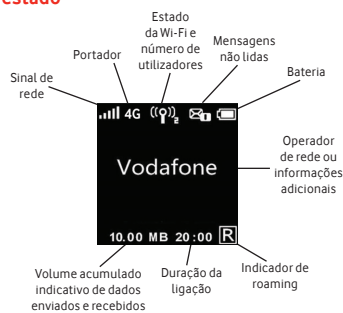 estado
Estado
da Wi-Fi e
número de
utilizadores
Mensagens
não lidas
Portador
Bateria
Sinal de
rede
4G
2
Vodafone
Operador
de rede ou
informações
adicionais
10.00 MB 20:00 R
Volume acumulado
indicativo de dados
enviados e recebidos
Duração da
ligação
Indicador de
roaming